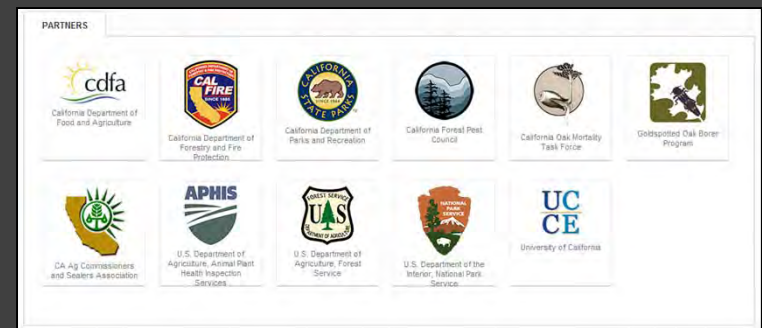 PARTNERS
cdfa
California Department of
Food and Agriculture
CAL
FIRE
SINCE 1885
California Department of
Forestry and Fire
Protection
CALIFORNIA
STATE PARKS
California Department of
Parks and Recreation
California Forest Pest
Council
California Oak Mortality
Task Force
Goldspotted Oak Borer
Program
CA Ag Commissioners
and Sealers Association
APHIS
U.S. Department of
Agriculture, Animal Plant
Health Inspection
Services
FOREST SERVICE
UAS
DEPARTMENT OF AGRICULTURE
U.S. Department of
Agriculture, Forest
Service
NATIONAL
PARK
SERVICE
U.S. Department of the
Interior, National Park
Service
UC
CE
University of California